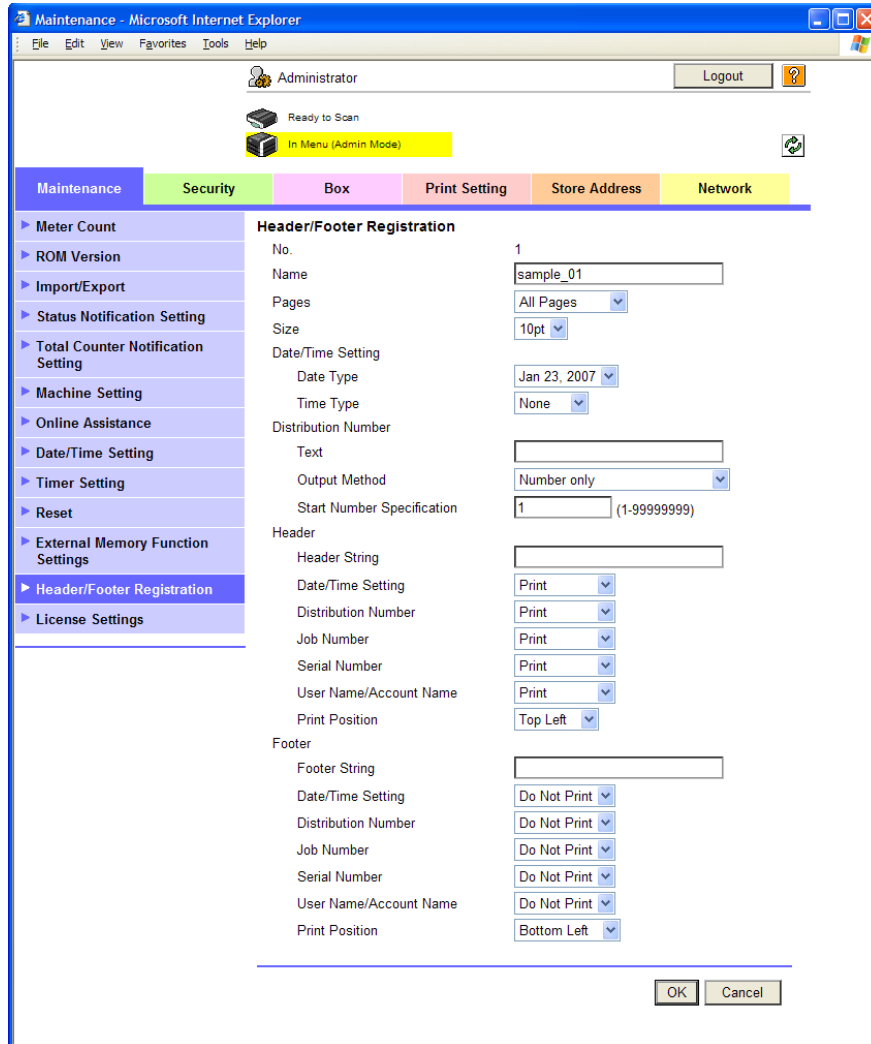 Maintenance - Microsoft Internet Explorer
File Edit View Favorites Tools Help
Administrator Logout ?
Ready to Scan
In Menu (Admin Mode)
Maintenance Security Box Print Setting Store Address Network
Meter Count
ROM Version
Import/Export
Status Notification Setting
Total Counter Notification
Setting
Machine Setting
Online Assistance
Date/Time Setting
Timer Setting
Reset
External Memory Function
Settings
Header/Footer Registration
License Settings
Header/Footer Registration
No. 1
Name sample_01
Pages All Pages
Size 10pt
Date/Time Setting
Date Type Jan 23, 2007
Time Type None
Distribution Number
Text
Output Method Number only
Start Number Specification 1 (1-99999999)
Header
Header String
Date/Time Setting Print
Distribution Number Print
Job Number Print
Serial Number Print
User Name/Account Name Print
Print Position Top Left
Footer
Footer String
Date/Time Setting Do Not Print
Distribution Number Do Not Print
Job Number Do Not Print
Serial Number Do Not Print
User Name/Account Name Do Not Print
Print Position Bottom Left
OK Cancel